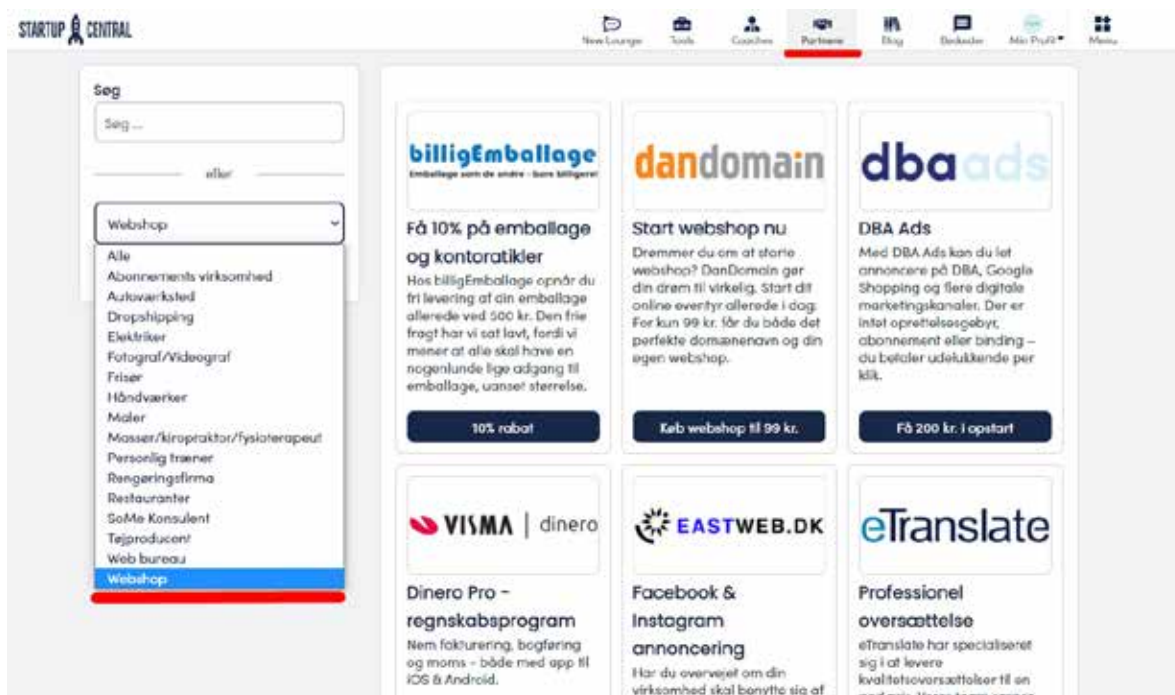 STARTUP CENTRAL
New Lounge
Tools
Coaches
Partnere
Blog
Beskeder
Min Profil
Menu
Søg
Søg ...
eller
Webshop
Alle
Abonnements virksomhed
Autoværksted
Dropshipping
Elektriker
Fotograf/Videograf
Frisør
Håndværker
Maler
Massør/kiropraktor/fysioterapeut
Personlig træner
Rengøringsfirma
Restauranter
SoMe Konsulent
Tøjproducent
Web bureau
Webshop
billigEmballage
Emballage som de andre - bare billigere!
Få 10% på emballage
og kontoratikler
Hos billigEmballage opnår du
fri levering af din emballage
allerede ved 500 kr. Den frie
fragt har vi sat lavt, fordi vi
mener at alle skal have en
nogenlunde lige adgang til
emballage, uanset størrelse.
10% rabat
dandomain
Start webshop nu
Drømmer du om at starte
webshop? DanDomain gør
din drøm til virkelig. Start dit
online eventyr allerede i dag:
For kun 99 kr. får du både det
perfekte domænenavn og din
egen webshop.
Køb webshop til 99 kr.
dbaads
DBA Ads
Med DBA Ads kan du let
annoncere på DBA, Google
Shopping og flere digitale
marketingskanaler. Der er
intet oprettelsesgebyr,
abonnement eller binding –
du betaler udelukkende per
klik.
Få 200 kr. i opstart
VISMA | dinero
Dinero Pro -
regnskabsprogram
Nem fakturering, bogføring
og moms - både med app til
iOS & Android.
EASTWEB.DK
Facebook &
Instagram
annoncering
Har du overvejet om din
virksomhed skal benytte sig af
eTranslate
Professionel
oversættelse
eTranslate har specialiseret
sig i at levere
kvalitetsoversættelser til en